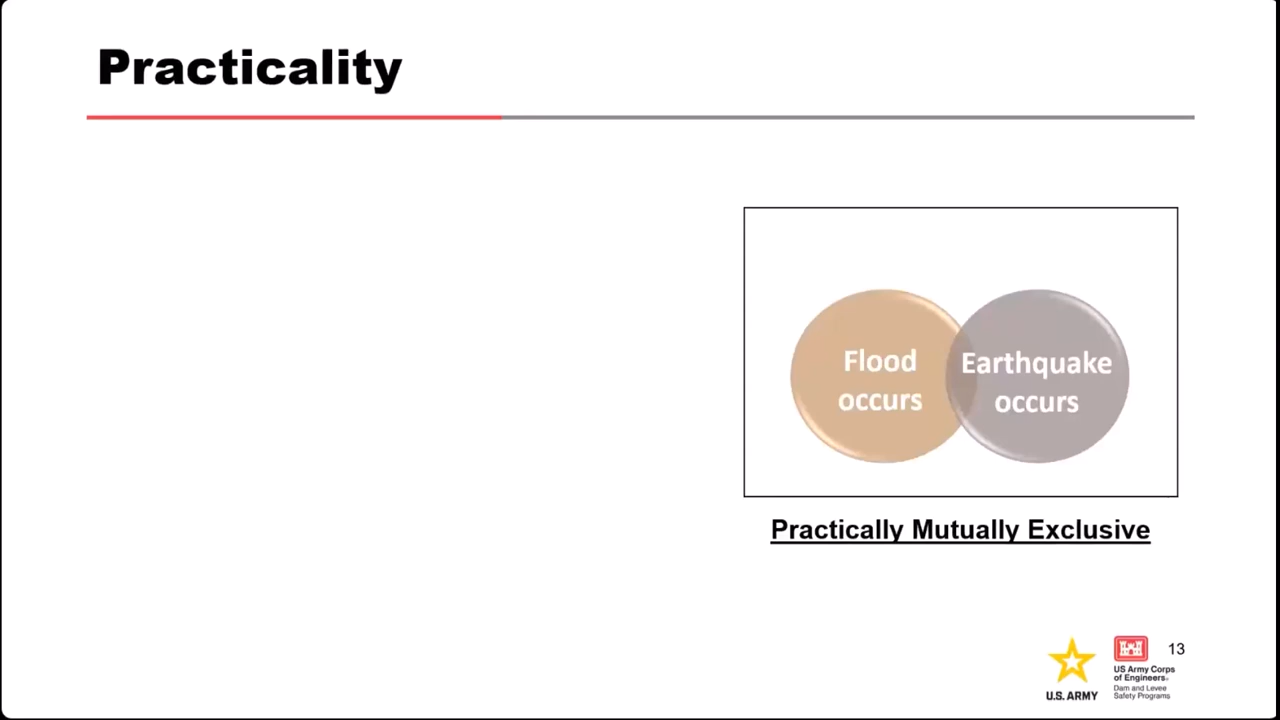 Practicality
Flood
occurs
Earthquake
occurs
Practically Mutually Exclusive
U.S. ARMY
US Army Corps
of Engineers.
Dam and Levee
Safety Programs
13